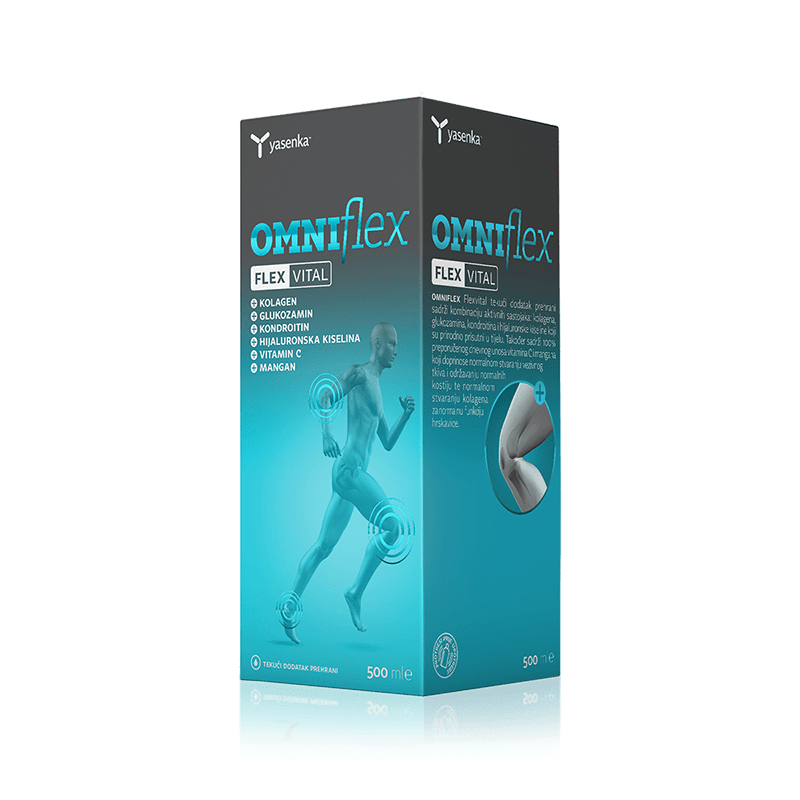 yasenka™
OMNIflex
FLEX VITAL
+ KOLAGEN
+ GLUKOZAMIN
+ KONDROITIN
+ HIJALURONSKA KISELINA
+ VITAMIN C
+ MANGAN
TEKUĆI DODATAK PREHRANI
500 ml e
yasenka™
OMNIflex
FLEX VITAL
OMNIFLEX Flexvital tekući dodatak prehrani
sadrži kombinaciju aktivnih sastojaka: kolagena,
glukozamina, kondroitina i hijaluronske kiseline koji
su prirodno prisutni u tijelu. Također sadrži 100%
preporučenog dnevnog unosa vitamina C i mangana
koji doprinose normalnom stvaranju vezivnog
tkiva i održavanju normalnih
kostiju te normalnom
stvaranju kolagena
za normalnu funkciju
hrskavice.
+
500 ml e